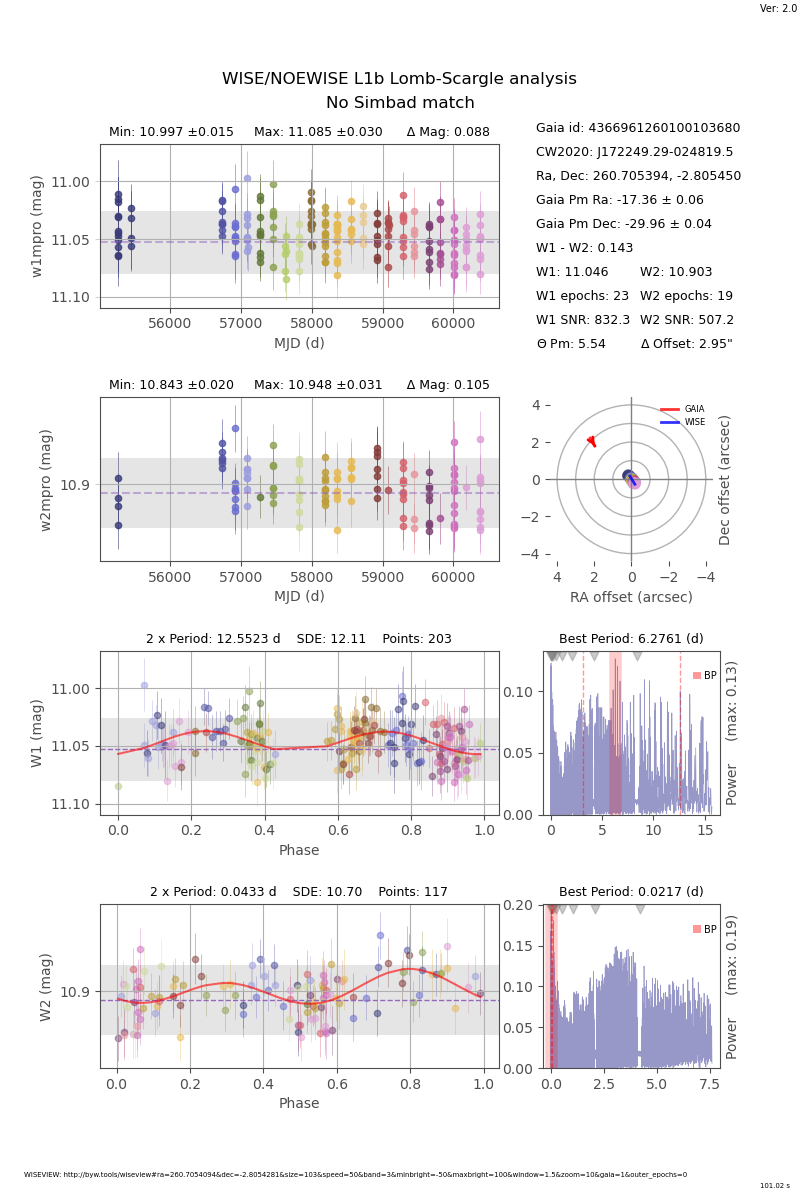 Ver: 2.0
WISE/NOEWISE L1b Lomb-Scargle analysis
No Simbad match
Min: 10.997 ±0.015 Max: 11.085 ±0.030 Δ Mag: 0.088
w1mpro (mag)
11.00
11.05
11.10
56000 57000 58000 59000 60000
MJD (d)
Gaia id: 4366961260100103680
CW2020: J172249.29-024819.5
Ra, Dec: 260.705394, -2.805450
Gaia Pm Ra: -17.36 ± 0.06
Gaia Pm Dec: -29.96 ± 0.04
W1 - W2: 0.143
W1: 11.046 W2: 10.903
W1 epochs: 23 W2 epochs: 19
W1 SNR: 832.3 W2 SNR: 507.2
Θ Pm: 5.54 Δ Offset: 2.95"
Min: 10.843 ±0.020 Max: 10.948 ±0.031 Δ Mag: 0.105
w2mpro (mag)
10.9
56000 57000 58000 59000 60000
MJD (d)
GAIA
WISE
4
2
0
−2
−4
4 2 0 −2 −4
RA offset (arcsec)
Dec offset (arcsec)
2 x Period: 12.5523 d SDE: 12.11 Points: 203
W1 (mag)
11.00
11.05
11.10
0.0 0.2 0.4 0.6 0.8 1.0
Phase
Best Period: 6.2761 (d)
BP
0.10
0.05
0.00
0 5 10 15
Power (max: 0.13)
2 x Period: 0.0433 d SDE: 10.70 Points: 117
W2 (mag)
10.9
0.0 0.2 0.4 0.6 0.8 1.0
Phase
Best Period: 0.0217 (d)
BP
0.20
0.15
0.10
0.05
0.00
0.0 2.5 5.0 7.5
Power (max: 0.19)
WISEVIEW: http://byw.tools/wiseview#ra=260.7054094&dec=-2.8054281&size=103&speed=50&band=3&minbright=-50&maxbright=100&window=1.5&zoom=10&gaia=1&outer_epochs=0
101.02 s